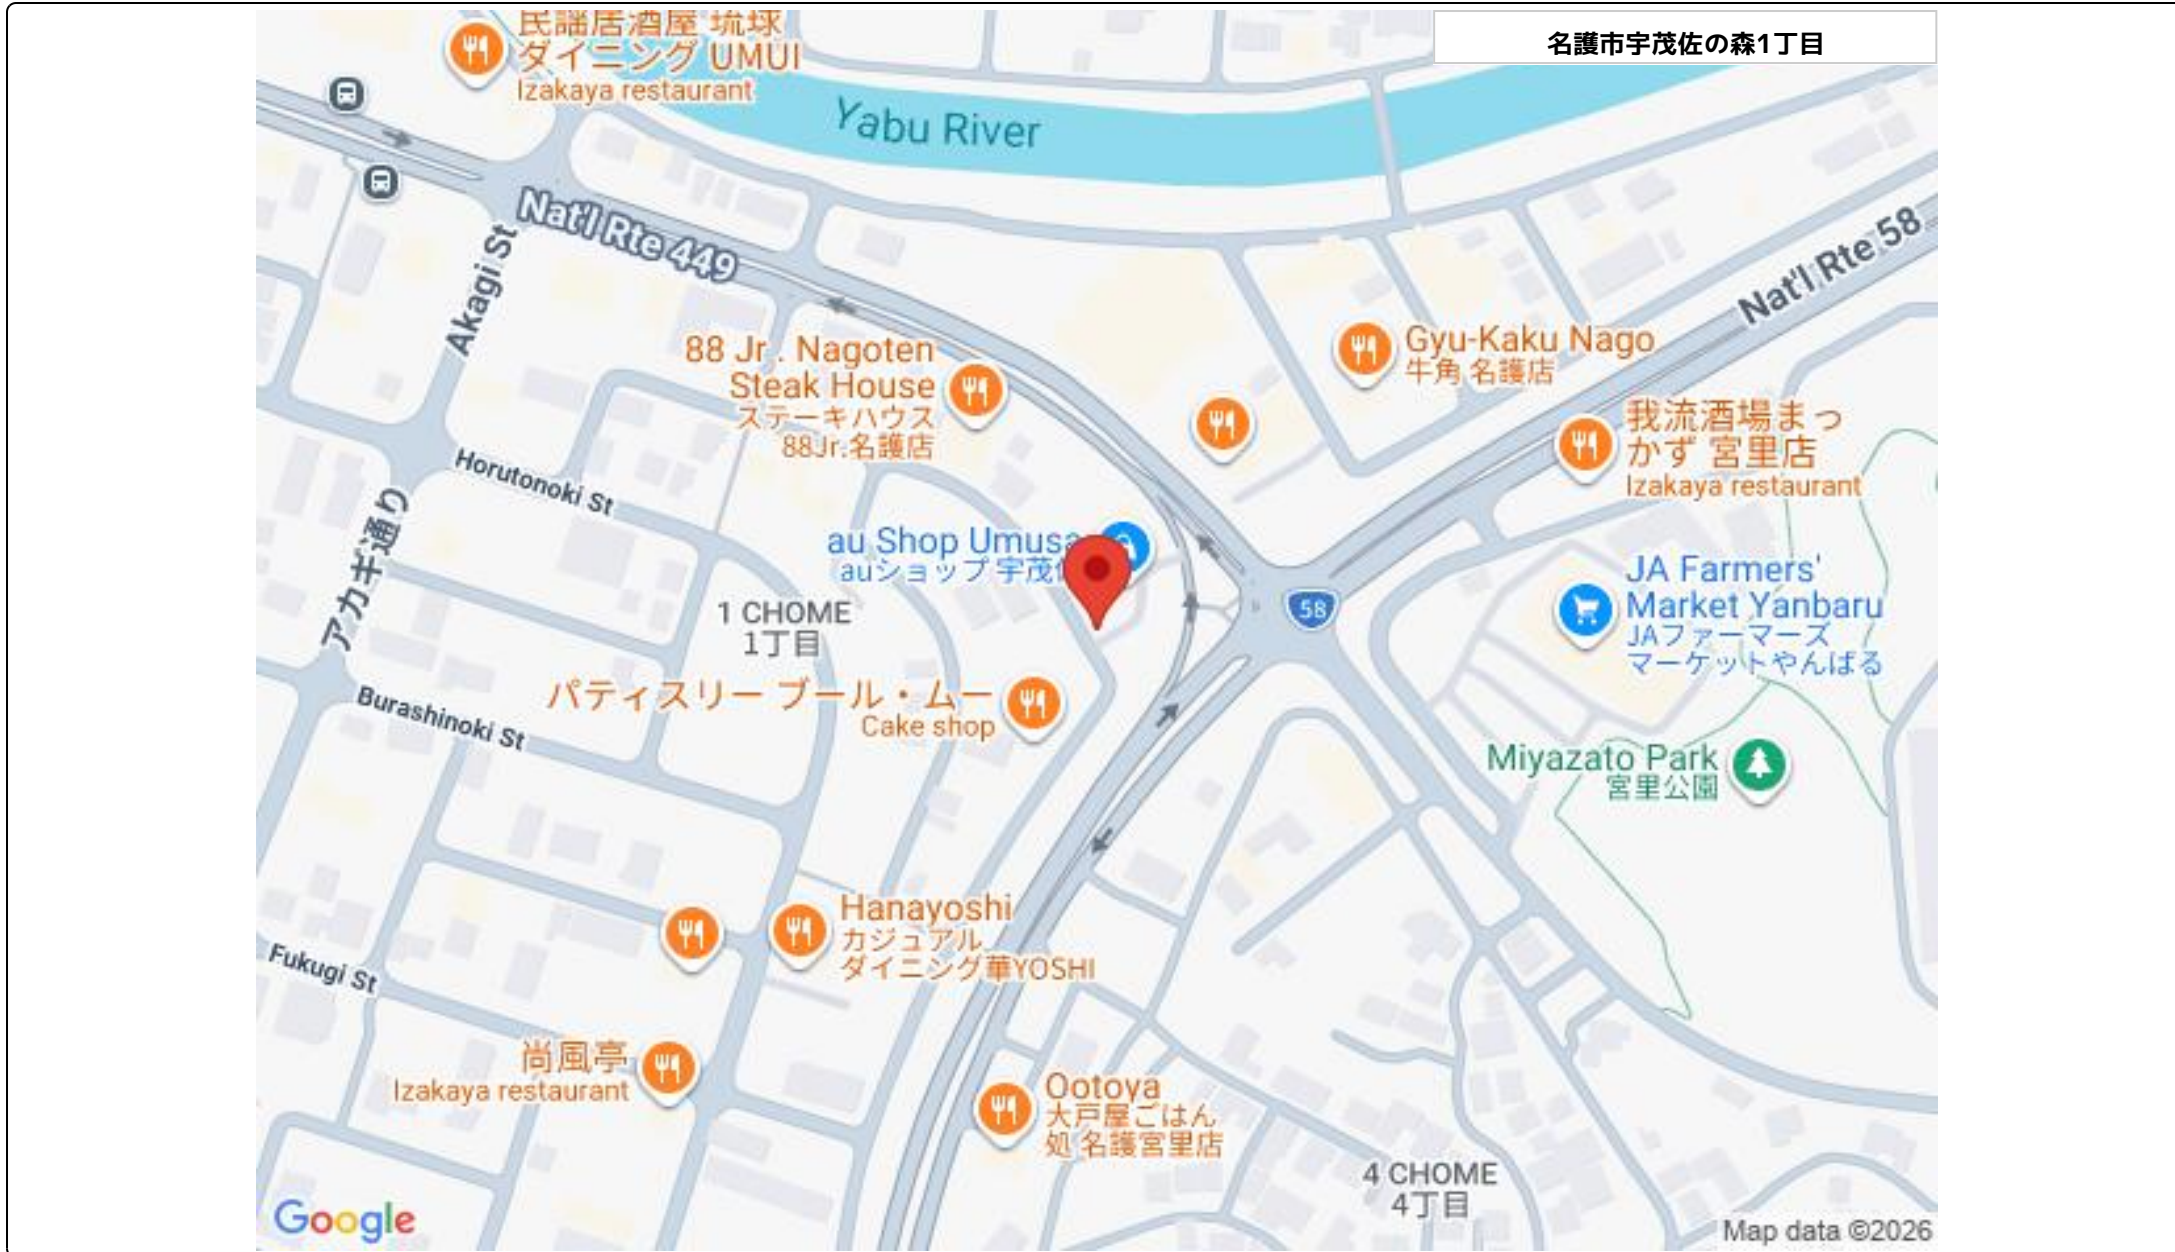 名護市宇茂佐の森1丁目
民謡居酒屋 琉球
ダイニング UMUI
Izakaya restaurant
Yabu River
Nat'l Rte 449
Nat'l Rte 58
Akagi St
88 Jr . Nagoten
Steak House
ステーキハウス
88Jr.名護店
Gyu-Kaku Nago
牛角 名護店
我流酒場まっ
かず 宮里店
Izakaya restaurant
Horutonoki St
アカギ通り
au Shop Umusa
auショップ 宇茂
58
JA Farmers'
Market Yanbaru
JAファーマーズ
マーケットやんばる
1 CHOME
1丁目
パティスリー ブール・ムー
Cake shop
Burashinoki St
Miyazato Park
宮里公園
Hanayoshi
カジュアル
ダイニング華YOSHI
Fukugi St
尚風亭
Izakaya restaurant
Ootoya
大戸屋ごはん
処 名護宮里店
4 CHOME
4丁目
Google
Map data ©2026